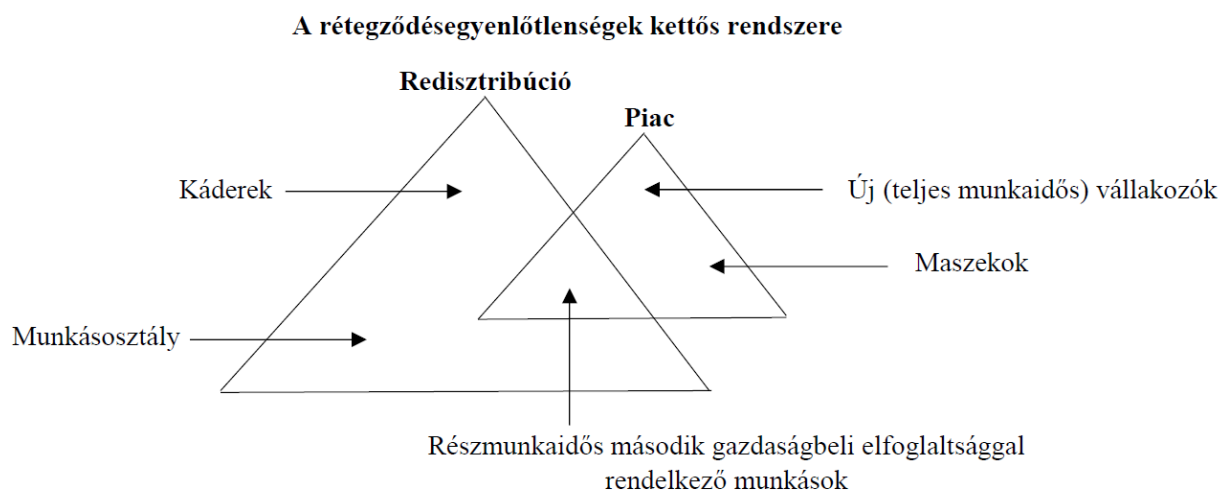 A rétegződésegyenlőtlenségek kettős rendszere
Redisztribúció
Piac
Káderek
Új (teljes munkaidős) vállakozók
Maszekok
Munkásosztály
Részmunkaidős második gazdaságbeli elfoglaltsággal
rendelkező munkások